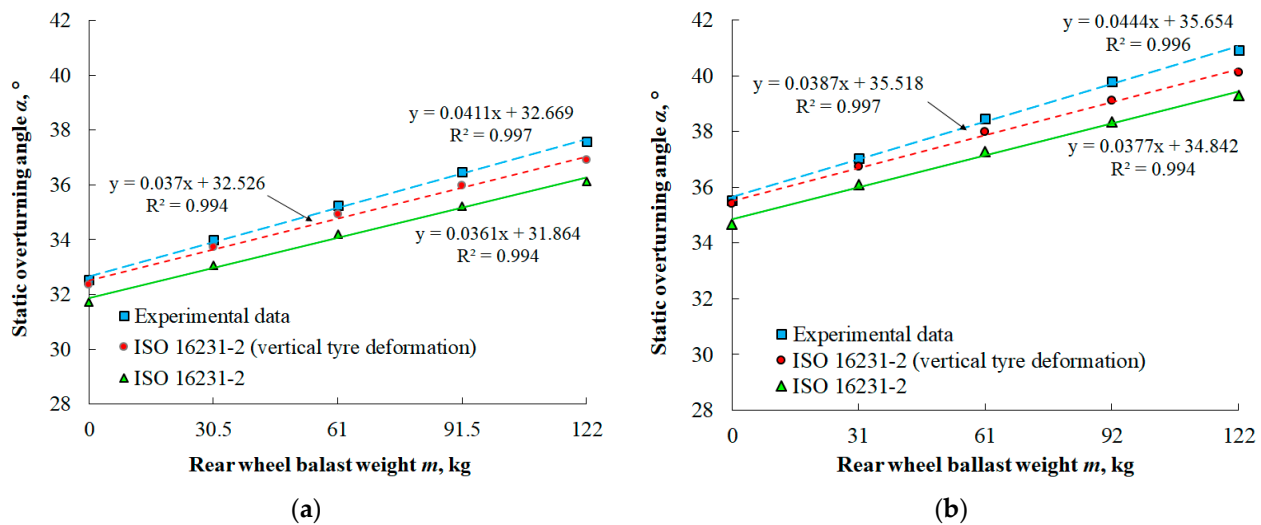 42
40
38
36
34
32
30
28
Static overturning angle α, °
y = 0.0411x + 32.669
R² = 0.997
y = 0.037x + 32.526
R² = 0.994
y = 0.0361x + 31.864
R² = 0.994
Experimental data
ISO 16231-2 (vertical tyre deformation)
ISO 16231-2
0 30.5 61 91.5 122
Rear wheel balast weight m, kg
(a)
42
40
38
36
34
32
30
28
Static overturning angle α, °
y = 0.0444x + 35.654
R² = 0.996
y = 0.0387x + 35.518
R² = 0.997
y = 0.0377x + 34.842
R² = 0.994
Experimental data
ISO 16231-2 (vertical tyre deformation)
ISO 16231-2
0 31 61 92 122
Rear wheel ballast weight m, kg
(b)